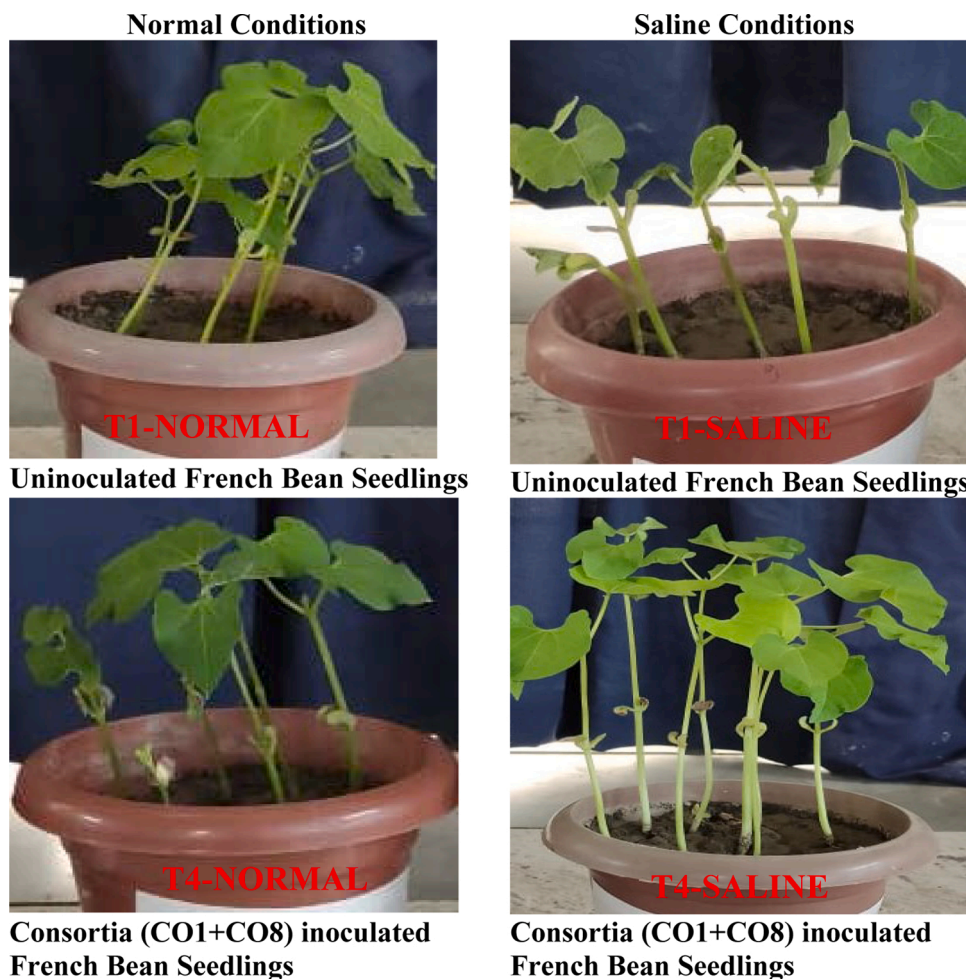 Normal Conditions
Saline Conditions
T1-NORMAL
T1-SALINE
Uninoculated French Bean Seedlings
Uninoculated French Bean Seedlings
T4-NORMAL
T4-SALINE
Consortia (CO1+CO8) inoculated
French Bean Seedlings
Consortia (CO1+CO8) inoculated
French Bean Seedlings